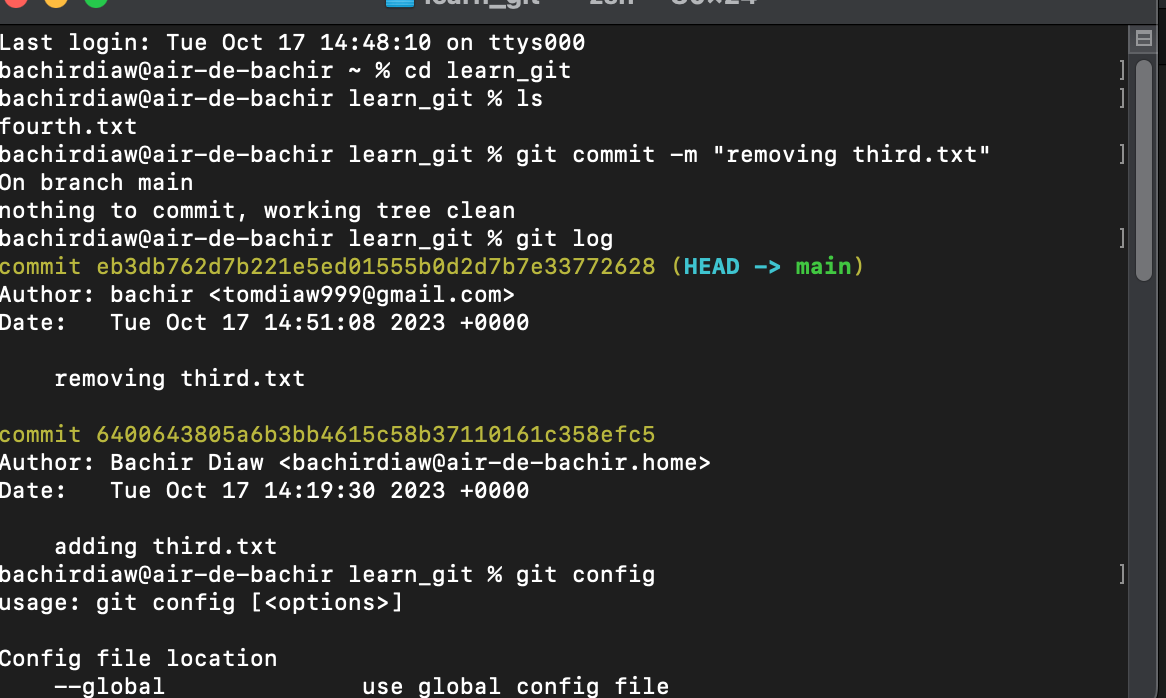 learn_git — -zsh — 80×24
Last login: Tue Oct 17 14:48:10 on ttys000
bachirdiaw@air-de-bachir ~ % cd learn_git
bachirdiaw@air-de-bachir learn_git % ls
fourth.txt
bachirdiaw@air-de-bachir learn_git % git commit -m "removing third.txt"
On branch main
nothing to commit, working tree clean
bachirdiaw@air-de-bachir learn_git % git log
commit eb3db762d7b221e5ed01555b0d2d7b7e33772628 (HEAD -> main)
Author: bachir <tomdiaw999@gmail.com>
Date:   Tue Oct 17 14:51:08 2023 +0000
    removing third.txt
commit 6400643805a6b3bb4615c58b37110161c358efc5
Author: Bachir Diaw <bachirdiaw@air-de-bachir.home>
Date:   Tue Oct 17 14:19:30 2023 +0000
    adding third.txt
bachirdiaw@air-de-bachir learn_git % git config
usage: git config [<options>]
Config file location
    --global              use global config file